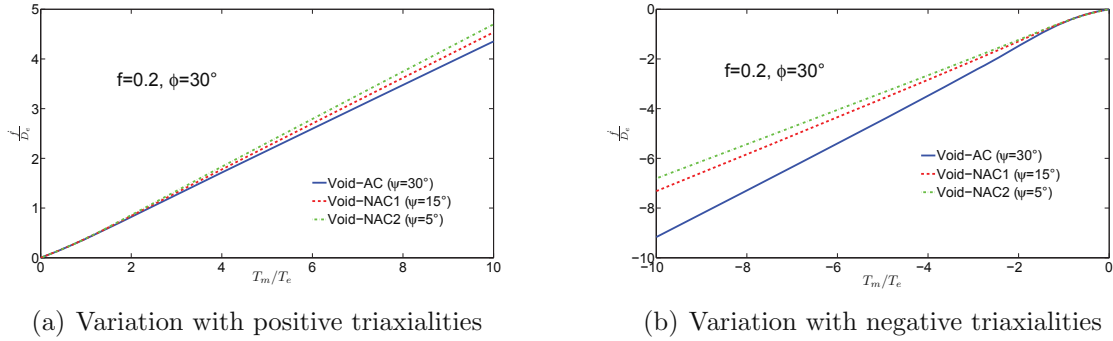 5
4
3
2
1
0
0 2 4 6 8 10
ḟ/D_e
T_m/T_e
f=0.2, ϕ=30°
Void−AC (ψ=30°)
Void−NAC1 (ψ=15°)
Void−NAC2 (ψ=5°)
(a) Variation with positive triaxialities
0
−2
−4
−6
−8
−10
−10 −8 −6 −4 −2 0
ḟ/D_e
T_m/T_e
f=0.2, ϕ=30°
Void−AC (ψ=30°)
Void−NAC1 (ψ=15°)
Void−NAC2 (ψ=5°)
(b) Variation with negative triaxialities